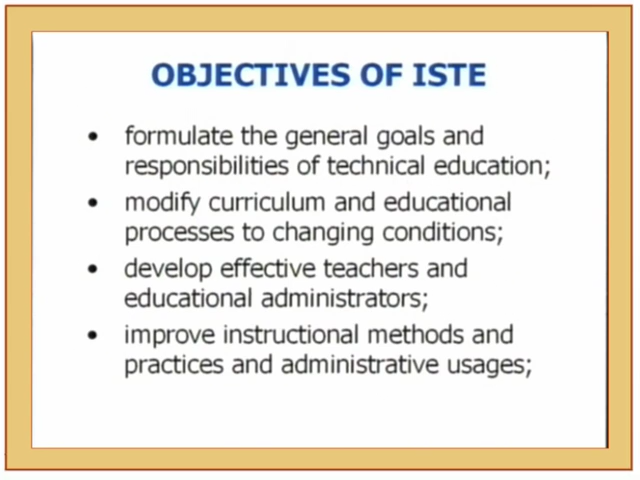 OBJECTIVES OF ISTE
• formulate the general goals and
responsibilities of technical education;
• modify curriculum and educational
processes to changing conditions;
• develop effective teachers and
educational administrators;
• improve instructional methods and
practices and administrative usages;